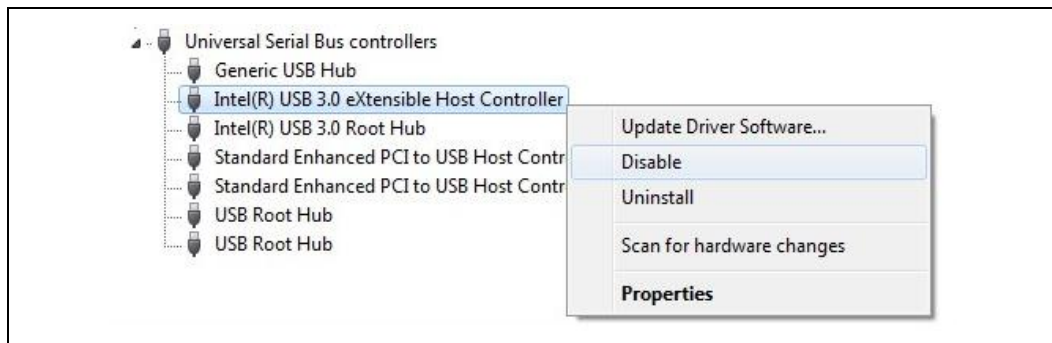 Universal Serial Bus controllers
Generic USB Hub
Intel(R) USB 3.0 eXtensible Host Controller
Intel(R) USB 3.0 Root Hub
Standard Enhanced PCI to USB Host Contr
Standard Enhanced PCI to USB Host Contr
USB Root Hub
USB Root Hub
Update Driver Software...
Disable
Uninstall
Scan for hardware changes
Properties